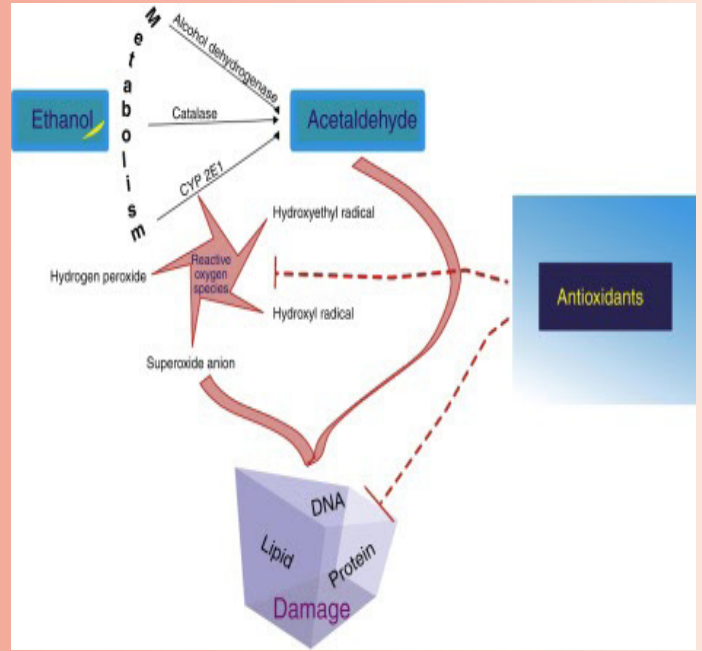 Metabolism
Alcohol dehydrogenase
Ethanol
Catalase
Acetaldehyde
CYP 2E1
Hydroxyethyl radical
Reactive
oxygen
species
Hydrogen peroxide
Hydroxyl radical
Antioxidants
Superoxide anion
DNA
Lipid
Protein
Damage